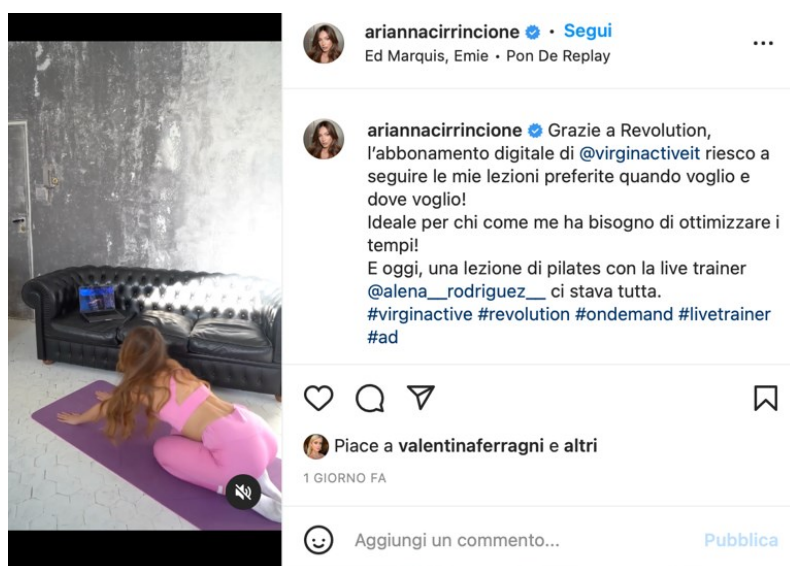 ariannacirrincione • Segui
Ed Marquis, Emie • Pon De Replay
ariannacirrincione Grazie a Revolution,
l'abbonamento digitale di @virginactiveit riesco a
seguire le mie lezioni preferite quando voglio e
dove voglio!
Ideale per chi come me ha bisogno di ottimizzare i
tempi!
E oggi, una lezione di pilates con la live trainer
@alena__rodriguez__ ci stava tutta.
#virginactive #revolution #ondemand #livetrainer
#ad
Piace a valentinaferragni e altri
1 GIORNO FA
Aggiungi un commento... Pubblica